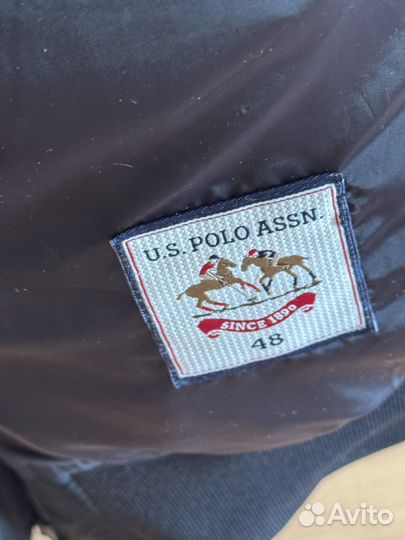 U.S. POLO ASSN.
SINCE 1890
48
Avito